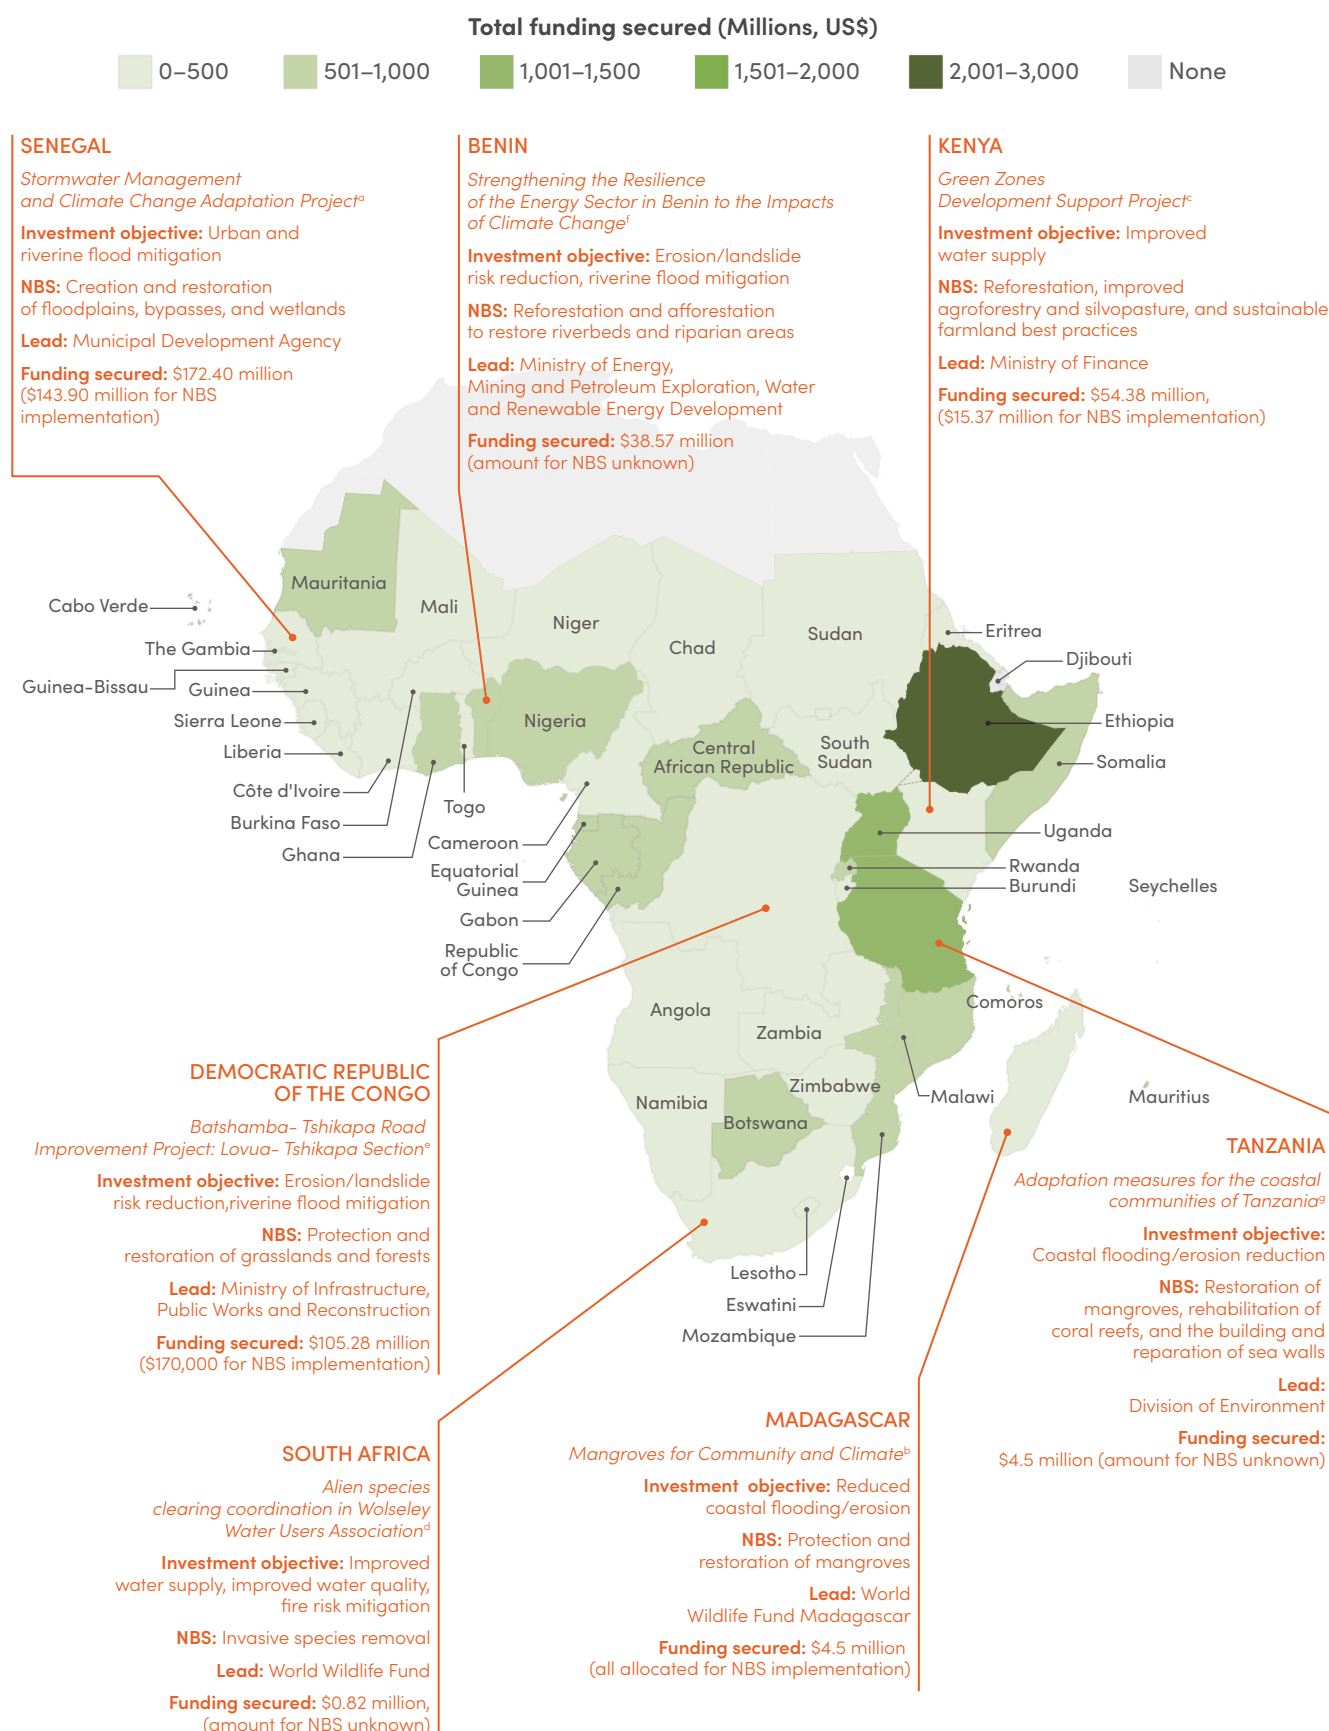 Total funding secured (Millions, US$)
0–500
501–1,000
1,001–1,500
1,501–2,000
2,001–3,000
None
SENEGAL
Stormwater Management
and Climate Change Adaptation Projectᵃ
Investment objective: Urban and
riverine flood mitigation
NBS: Creation and restoration
of floodplains, bypasses, and wetlands
Lead: Municipal Development Agency
Funding secured: $172.40 million
($143.90 million for NBS
implementation)
BENIN
Strengthening the Resilience
of the Energy Sector in Benin to the Impacts
of Climate Changeᶠ
Investment objective: Erosion/landslide
risk reduction, riverine flood mitigation
NBS: Reforestation and afforestation
to restore riverbeds and riparian areas
Lead: Ministry of Energy,
Mining and Petroleum Exploration, Water
and Renewable Energy Development
Funding secured: $38.57 million
(amount for NBS unknown)
KENYA
Green Zones
Development Support Projectᶜ
Investment objective: Improved
water supply
NBS: Reforestation, improved
agroforestry and silvopasture, and sustainable
farmland best practices
Lead: Ministry of Finance
Funding secured: $54.38 million,
($15.37 million for NBS implementation)
Mauritania
Cabo Verde
Mali
Niger
Chad
Sudan
Eritrea
The Gambia
Djibouti
Guinea-Bissau
Guinea
Sierra Leone
Nigeria
Ethiopia
Liberia
Central
African Republic
South
Sudan
Somalia
Côte d'Ivoire
Togo
Burkina Faso
Cameroon
Uganda
Ghana
Equatorial
Guinea
Rwanda
Burundi
Seychelles
Gabon
Republic
of Congo
Angola
Comoros
Zambia
Zimbabwe
Namibia
Botswana
Malawi
Mauritius
Lesotho
Eswatini
Mozambique
DEMOCRATIC REPUBLIC
OF THE CONGO
Batshamba- Tshikapa Road
Improvement Project: Lovua- Tshikapa Sectionᵉ
Investment objective: Erosion/landslide
risk reduction,riverine flood mitigation
NBS: Protection and
restoration of grasslands and forests
Lead: Ministry of Infrastructure,
Public Works and Reconstruction
Funding secured: $105.28 million
($170,000 for NBS implementation)
TANZANIA
Adaptation measures for the coastal
communities of Tanzaniaᵍ
Investment objective:
Coastal flooding/erosion reduction
NBS: Restoration of
mangroves, rehabilitation of
coral reefs, and the building and
reparation of sea walls
Lead:
Division of Environment
Funding secured:
$4.5 million (amount for NBS unknown)
SOUTH AFRICA
Alien species
clearing coordination in Wolseley
Water Users Associationᵈ
Investment objective: Improved
water supply, improved water quality,
fire risk mitigation
NBS: Invasive species removal
Lead: World Wildlife Fund
Funding secured: $0.82 million,
(amount for NBS unknown)
MADAGASCAR
Mangroves for Community and Climateᵇ
Investment objective: Reduced
coastal flooding/erosion
NBS: Protection and
restoration of mangroves
Lead: World
Wildlife Fund Madagascar
Funding secured: $4.5 million
(all allocated for NBS implementation)